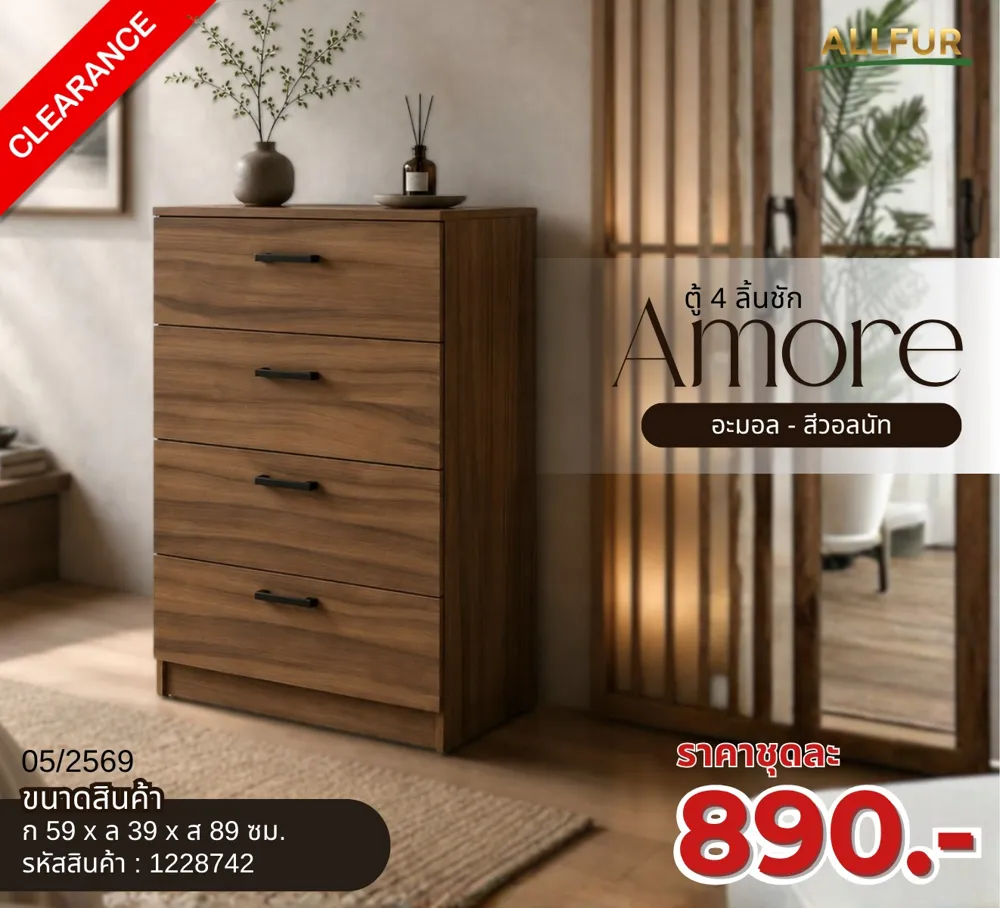 CLEARANCE
ALLFUR
ตู้ 4 ลิ้นชัก
Amore
อะมอล - สีวอลนัท
05/2569
ขนาดสินค้า
ก 59 x ล 39 x ส 89 ซม.
รหัสสินค้า : 1228742
ราคาชุดละ
890.-